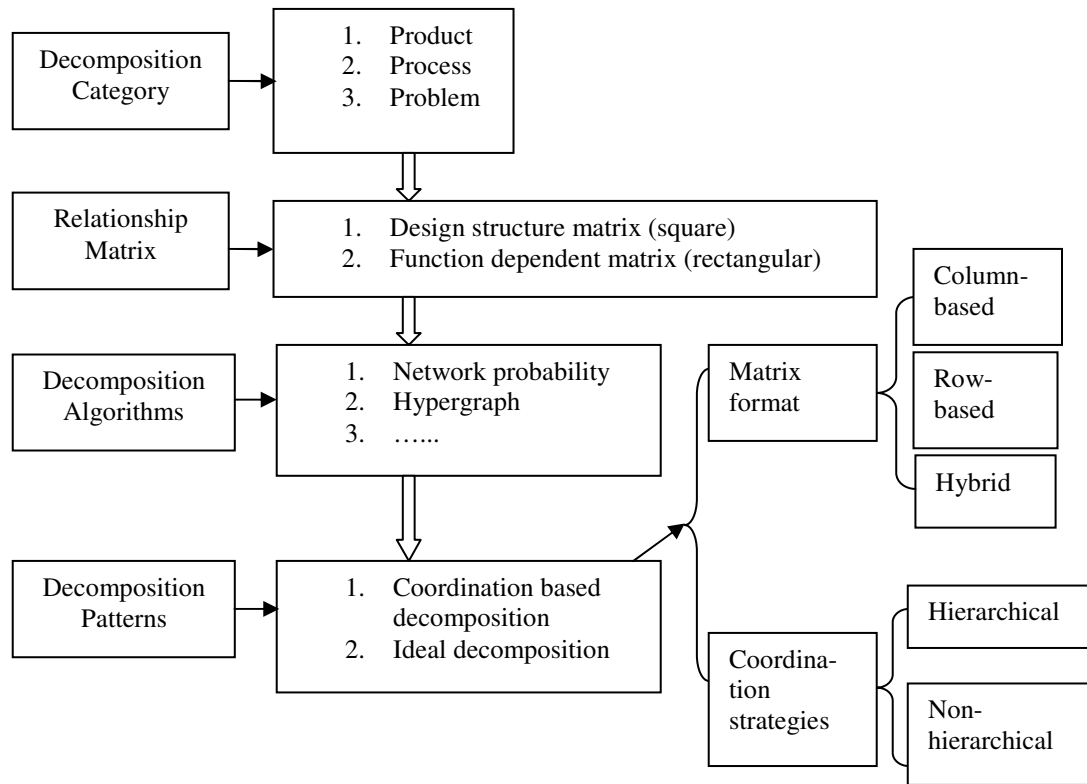 Decomposition
Category
1. Product
2. Process
3. Problem
Relationship
Matrix
1. Design structure matrix (square)
2. Function dependent matrix (rectangular)
Decomposition
Algorithms
1. Network probability
2. Hypergraph
3. …...
Decomposition
Patterns
1. Coordination based
decomposition
2. Ideal decomposition
Matrix
format
Column-
based
Row-
based
Hybrid
Coordina-
tion
strategies
Hierarchical
Non-
hierarchical